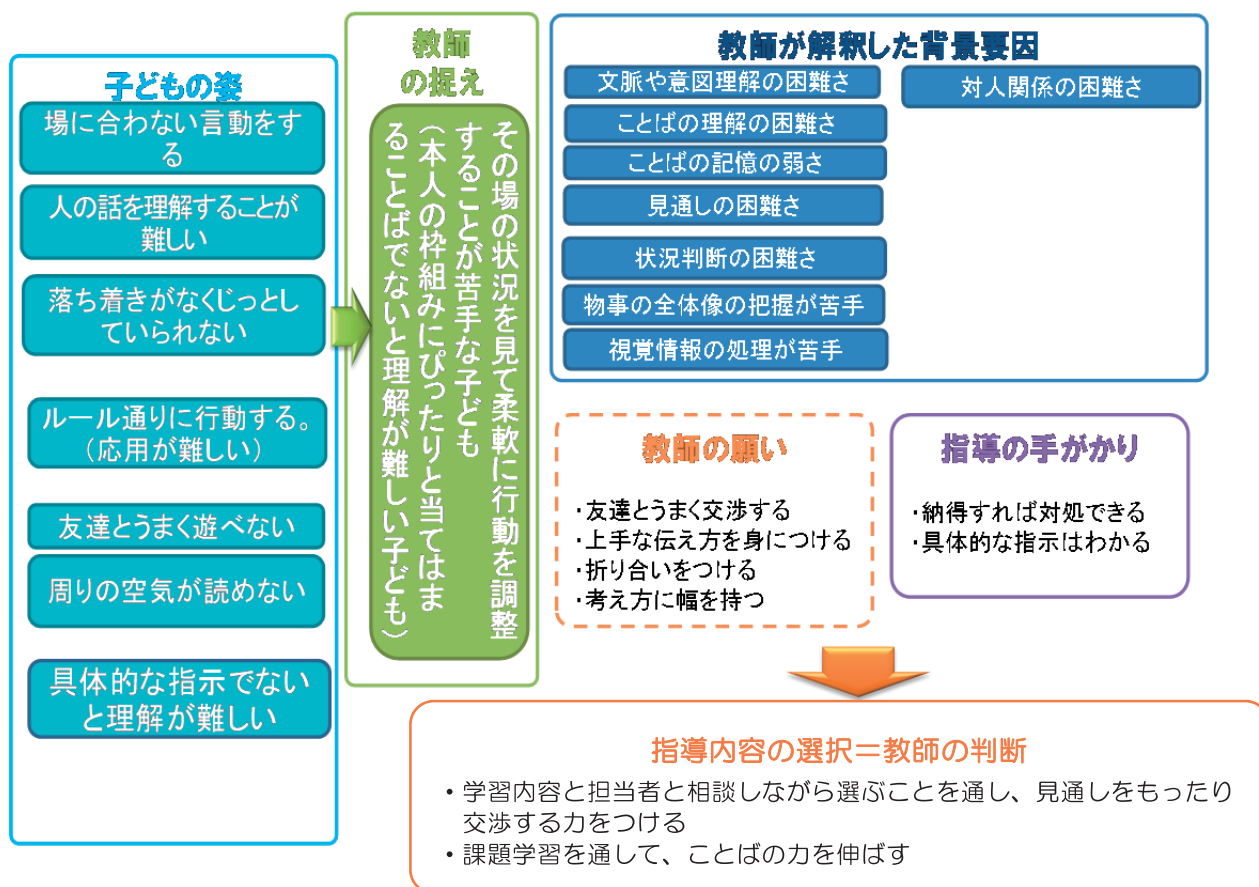 子どもの姿
場に合わない言動をす
る
人の話を理解することが
難しい
落ち着きがなくじっとし
ていられない
ルール通りに行動する。
（応用が難しい）
友達とうまく遊べない
周りの空気が読めない
具体的な指示でない
と理解が難しい
教師
の捉え
その場の状況を見て柔軟に行動を調整
することが苦手な子ども
（本人の枠組みにぴったりと当てはま
ることばでないと理解が難しい子ども）
教師が解釈した背景要因
文脈や意図理解の困難さ
ことばの理解の困難さ
ことばの記憶の弱さ
見通しの困難さ
状況判断の困難さ
物事の全体像の把握が苦手
視覚情報の処理が苦手
対人関係の困難さ
教師の願い
・友達とうまく交渉する
・上手な伝え方を身につける
・折り合いをつける
・考え方に幅を持つ
指導の手がかり
・納得すれば対処できる
・具体的な指示はわかる
指導内容の選択＝教師の判断
・学習内容と担当者と相談しながら選ぶことを通し、見通しをもったり
交渉する力をつける
・課題学習を通して、ことばの力を伸ばす